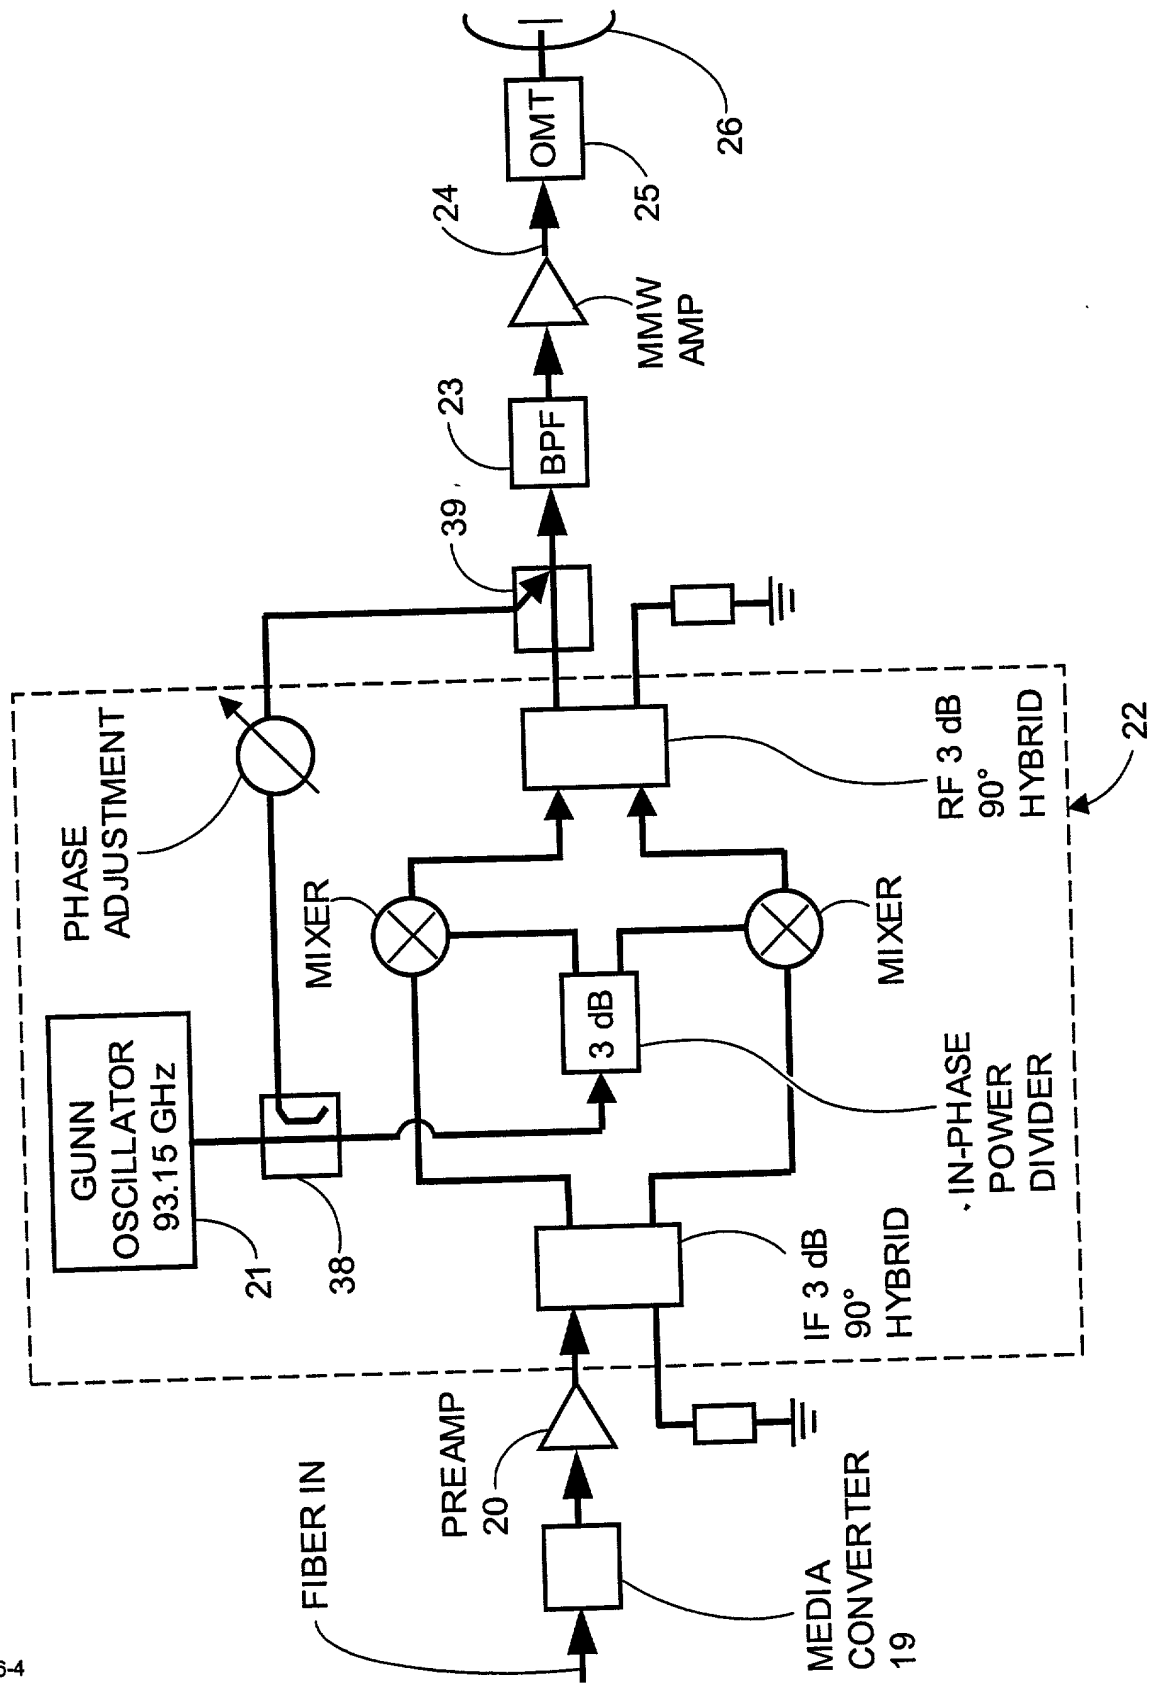 26
OMT
25
24
MMW
AMP
BPF
23
39
PHASE
ADJUSTMENT
RF 3 dB
90°
HYBRID
22
MIXER
MIXER
3 dB
IN-PHASE
POWER
DIVIDER
GUNN
OSCILLATOR
93.15 GHz
21
38
IF 3 dB
90°
HYBRID
PREAMP
20
FIBER IN
MEDIA
CONVERTER
19
6-4